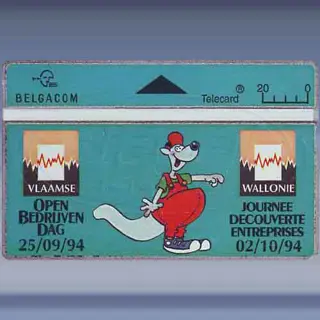 BELGACOM
Telecard ®
20 0
VLAAMSE
OPEN
BEDRIJVEN
DAG
25/09/94
WALLONIE
JOURNEE
DECOUVERTE
ENTREPRISES
02/10/94